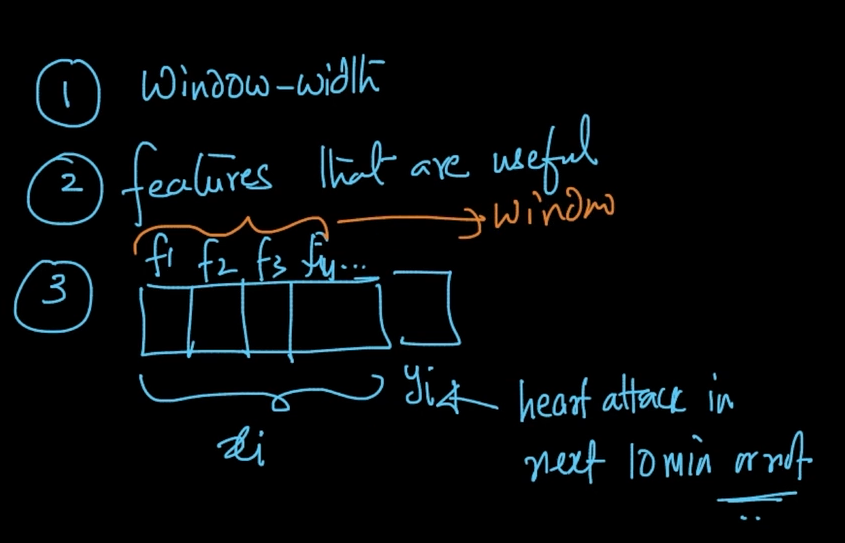 1 Window-width
2 features that are useful
window
f1 f2 f3 f4...
3
yi heart attack in
xi next 10 min or not